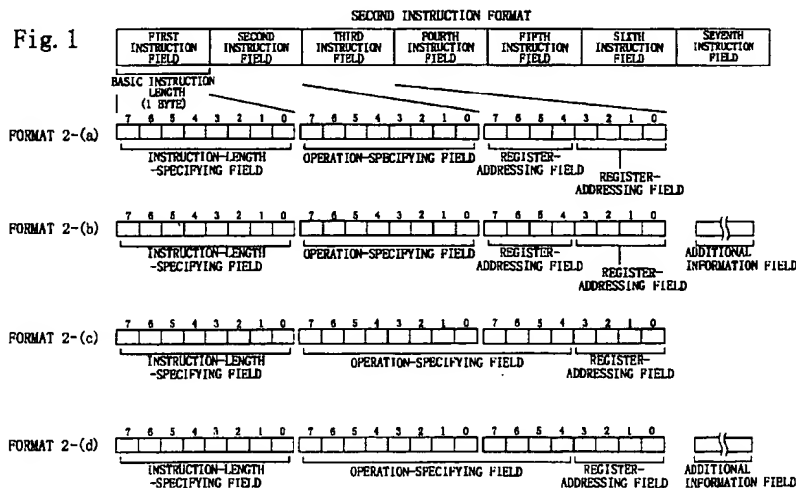 SECOND INSTRUCTION FORMAT
Fig. 1
FIRST INSTRUCTION FIELD
SECOND INSTRUCTION FIELD
THIRD INSTRUCTION FIELD
FOURTH INSTRUCTION FIELD
FIFTH INSTRUCTION FIELD
SIXTH INSTRUCTION FIELD
SEVENTH INSTRUCTION FIELD
BASIC INSTRUCTION LENGTH (1 BYTE)
7 6 5 4 3 2 1 0 7 6 5 4 3 2 1 0 7 6 5 4 3 2 1 0
FORMAT 2-(a)
INSTRUCTION-LENGTH -SPECIFYING FIELD
OPERATION-SPECIFYING FIELD
REGISTER- ADDRESSING FIELD
REGISTER- ADDRESSING FIELD
7 6 5 4 3 2 1 0 7 6 5 4 3 2 1 0 7 6 5 4 3 2 1 0
FORMAT 2-(b)
INSTRUCTION-LENGTH -SPECIFYING FIELD
OPERATION-SPECIFYING FIELD
REGISTER- ADDRESSING FIELD
REGISTER- ADDRESSING FIELD
ADDITIONAL INFORMATION FIELD
7 6 5 4 3 2 1 0 7 6 5 4 3 2 1 0 7 6 5 4 3 2 1 0
FORMAT 2-(c)
INSTRUCTION-LENGTH -SPECIFYING FIELD
OPERATION-SPECIFYING FIELD
REGISTER- ADDRESSING FIELD
7 6 5 4 3 2 1 0 7 6 5 4 3 2 1 0 7 6 5 4 3 2 1 0
FORMAT 2-(d)
INSTRUCTION-LENGTH -SPECIFYING FIELD
OPERATION-SPECIFYING FIELD
REGISTER- ADDRESSING FIELD
ADDITIONAL INFORMATION FIELD